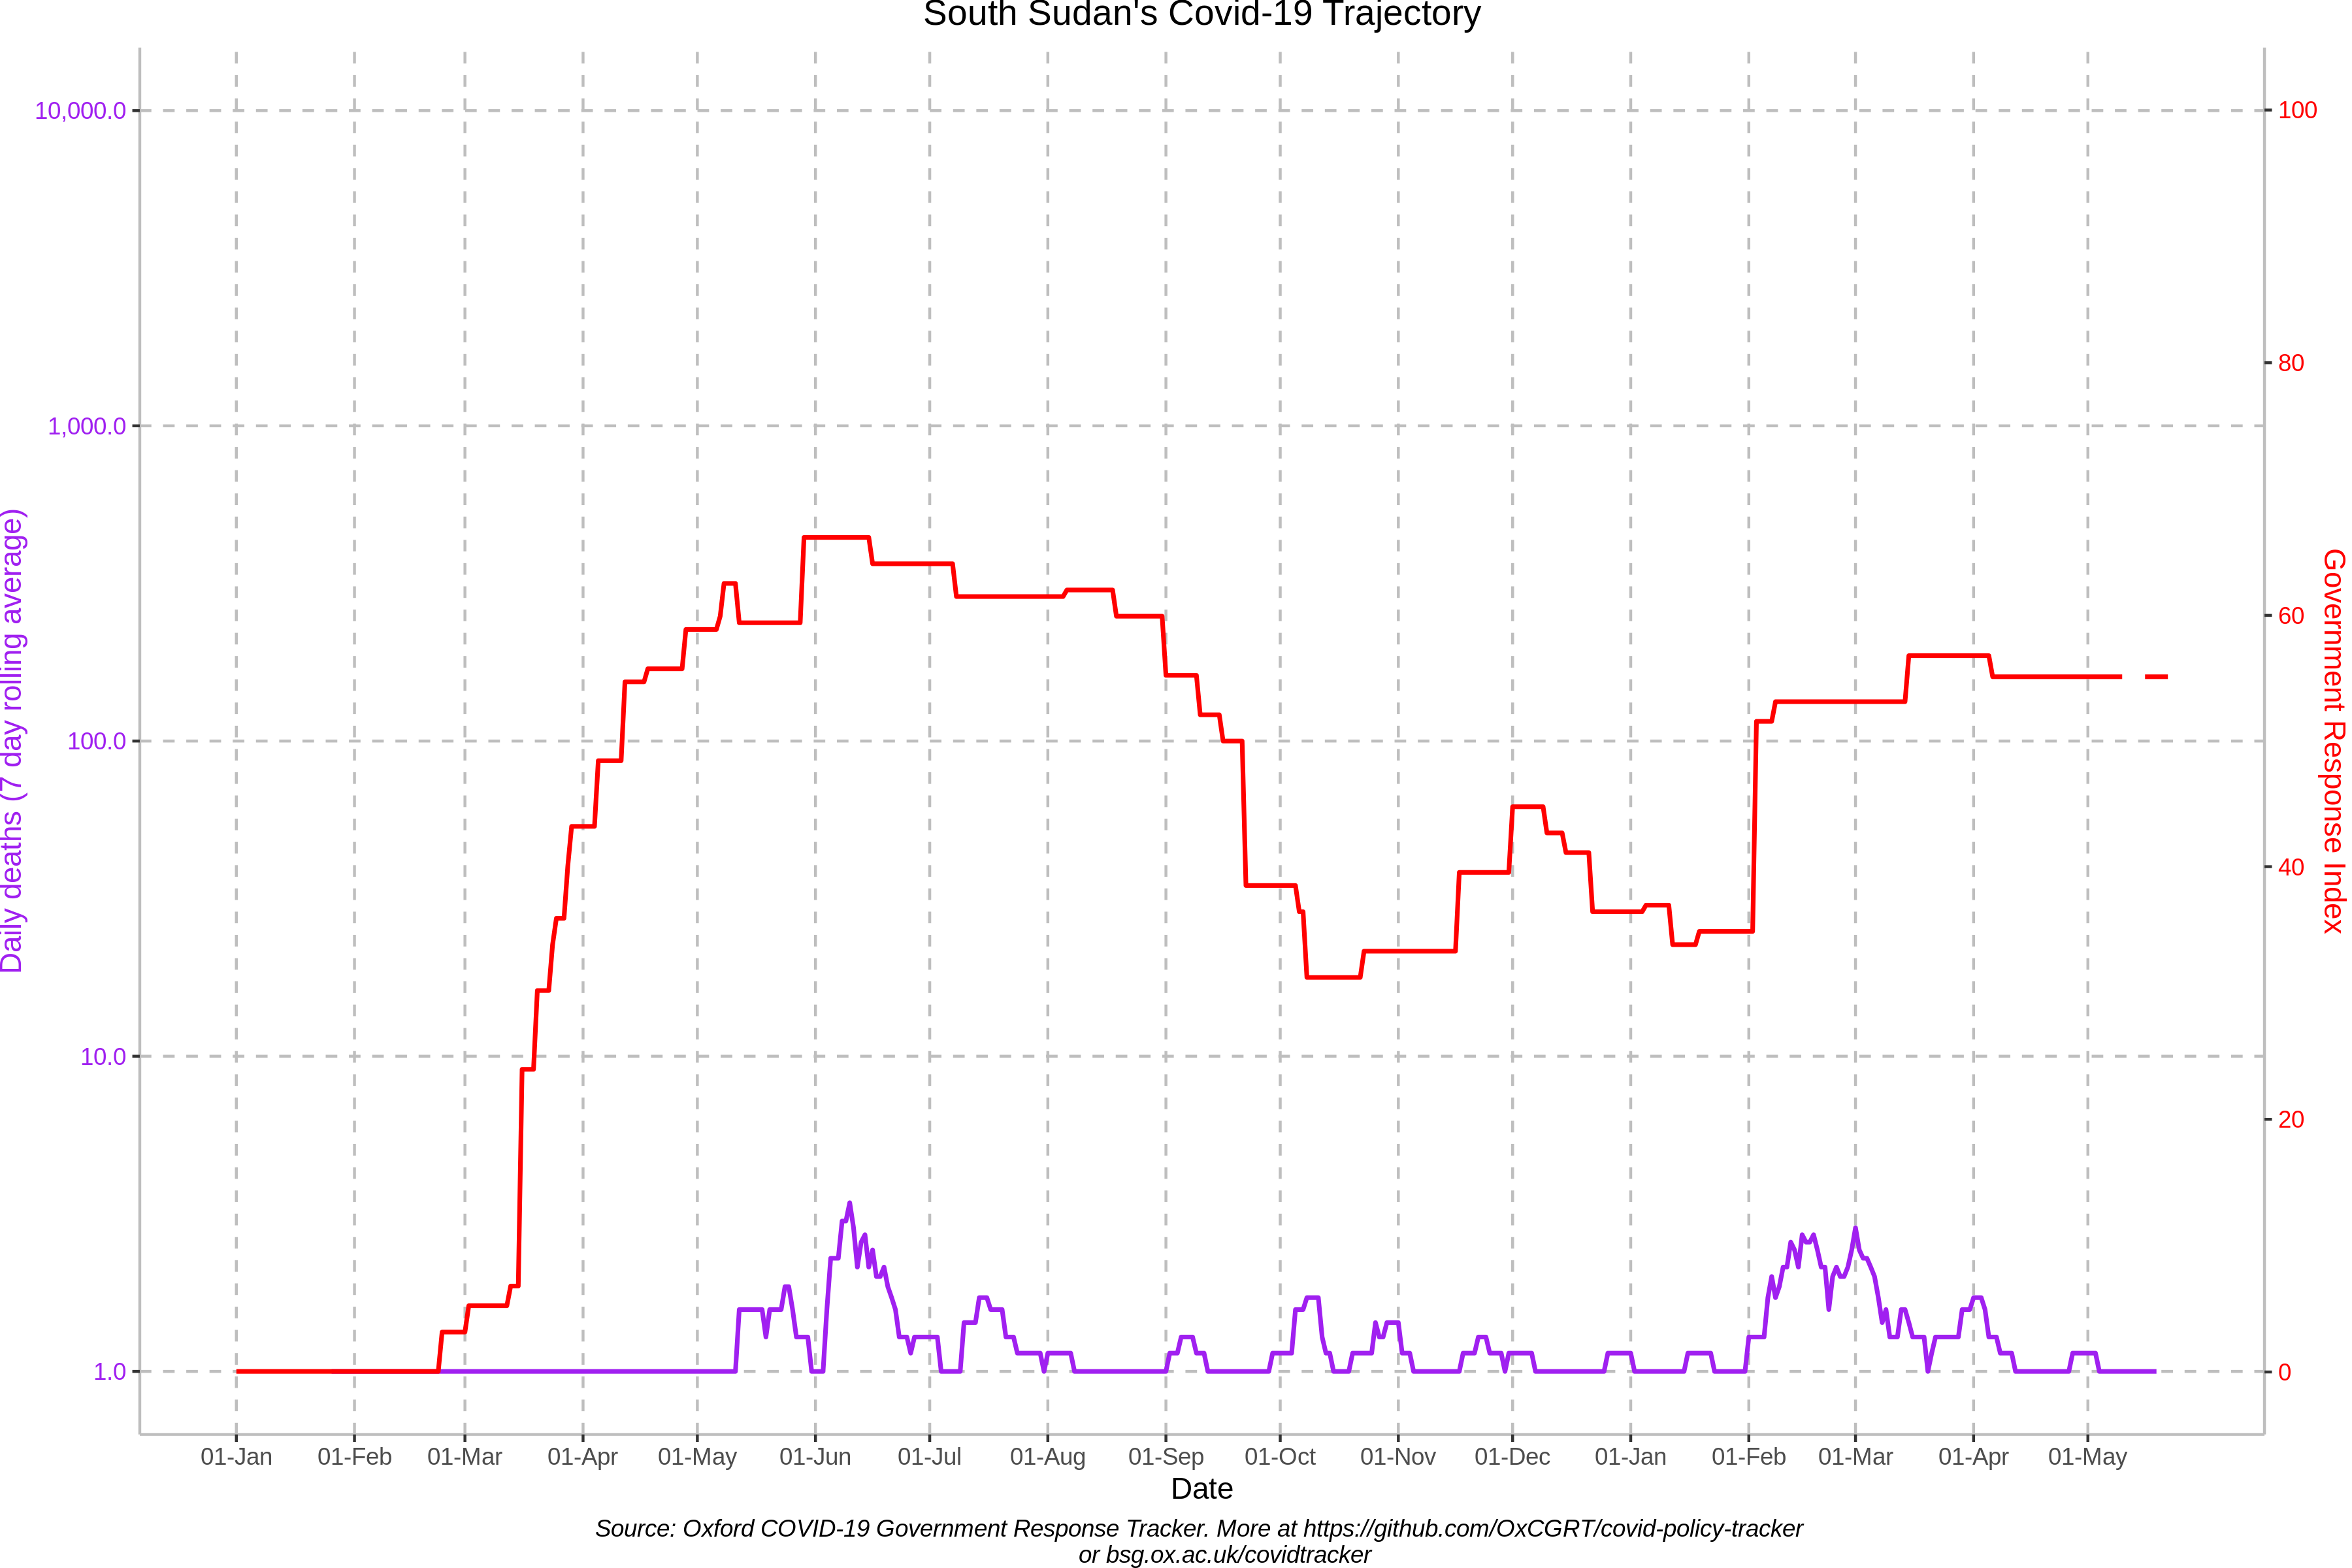 South Sudan's Covid-19 Trajectory
10,000.0
1,000.0
100.0
10.0
1.0
Daily deaths (7 day rolling average)
100
80
60
40
20
0
Government Response Index
01-Jan 01-Feb 01-Mar 01-Apr 01-May 01-Jun 01-Jul 01-Aug 01-Sep 01-Oct 01-Nov 01-Dec 01-Jan 01-Feb 01-Mar 01-Apr 01-May
Date
Source: Oxford COVID-19 Government Response Tracker. More at https://github.com/OxCGRT/covid-policy-tracker
or bsg.ox.ac.uk/covidtracker